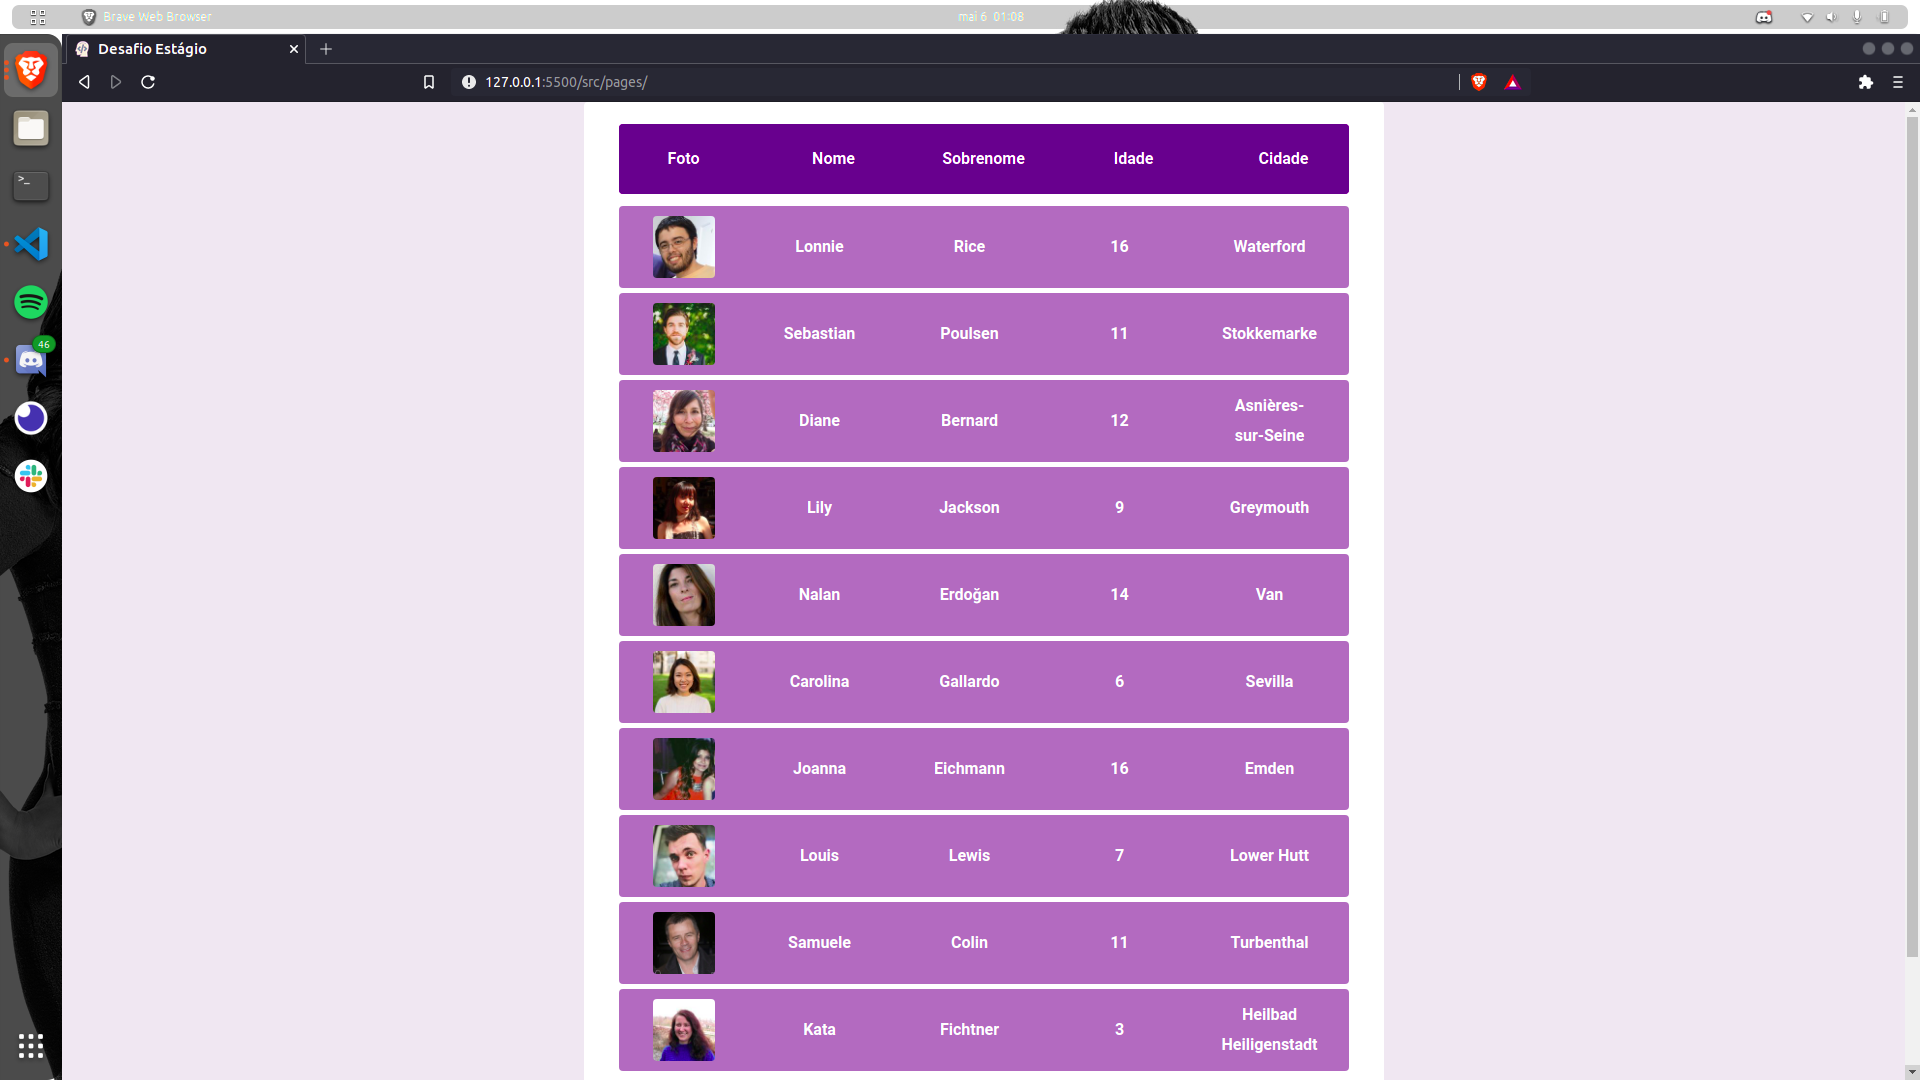 Brave Web Browser mai 6 01:08
Desafio Estágio
127.0.0.1:5500/src/pages/
Foto Nome Sobrenome Idade Cidade
Lonnie Rice 16 Waterford
Sebastian Poulsen 11 Stokkemarke
Diane Bernard 12 Asnières-
sur-Seine
Lily Jackson 9 Greymouth
Nalan Erdoğan 14 Van
Carolina Gallardo 6 Sevilla
Joanna Eichmann 16 Emden
Louis Lewis 7 Lower Hutt
Samuele Colin 11 Turbenthal
Kata Fichtner 3 Heilbad
Heiligenstadt
>_
46